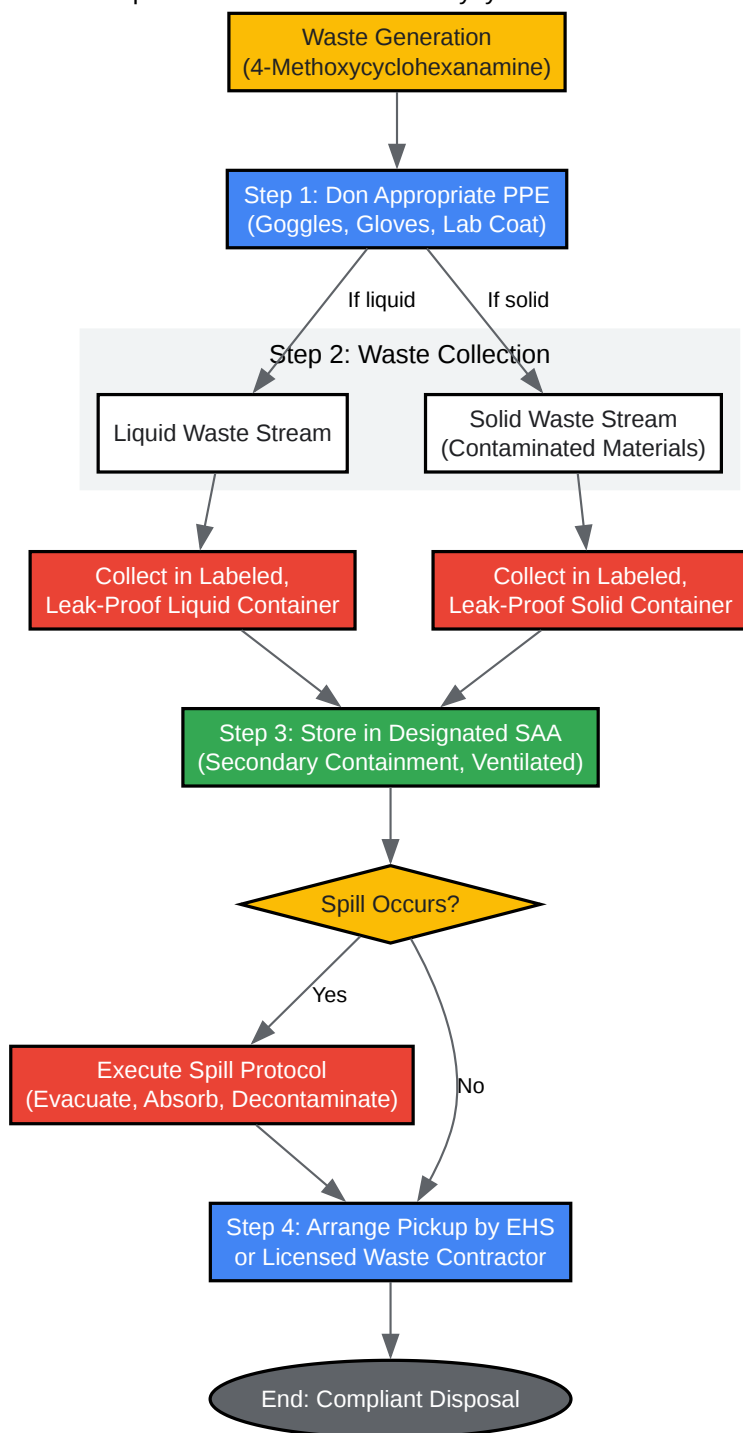 Waste Generation
(4-Methoxycyclohexanamine)
Step 1: Don Appropriate PPE
(Goggles, Gloves, Lab Coat)
If liquid
If solid
Step 2: Waste Collection
Liquid Waste Stream
Solid Waste Stream
(Contaminated Materials)
Collect in Labeled,
Leak-Proof Liquid Container
Collect in Labeled,
Leak-Proof Solid Container
Step 3: Store in Designated SAA
(Secondary Containment, Ventilated)
Spill Occurs?
Yes
No
Execute Spill Protocol
(Evacuate, Absorb, Decontaminate)
Step 4: Arrange Pickup by EHS
or Licensed Waste Contractor
End: Compliant Disposal